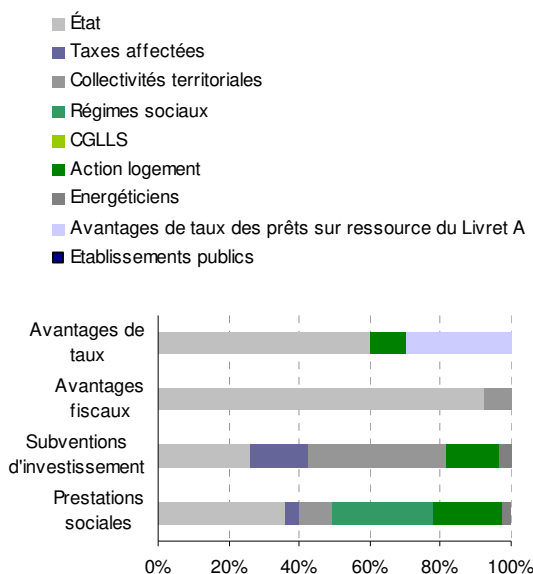 État
Taxes affectées
Collectivités territoriales
Régimes sociaux
CGLLS
Action logement
Energéticiens
Avantages de taux des prêts sur ressource du Livret A
Etablissements publics
Avantages de
taux
Avantages
fiscaux
Subventions
d'investissement
Prestations
sociales
0% 20% 40% 60% 80% 100%